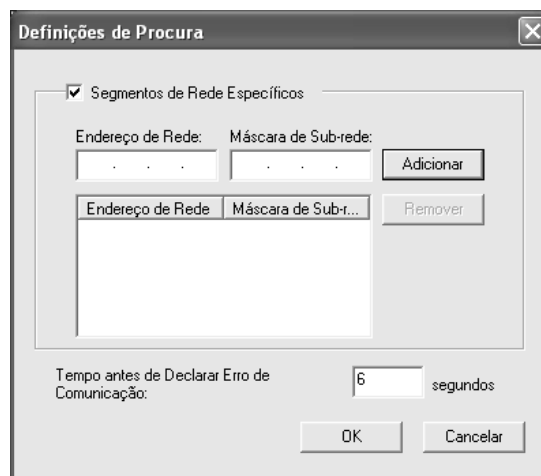 Definições de Procura
Segmentos de Rede Específicos
Endereço de Rede: Máscara de Sub-rede:
. . . . . . Adicionar
Endereço de Rede Máscara de Sub-r... Remover
Tempo antes de Declarar Erro de
Comunicação:
6 segundos
OK Cancelar